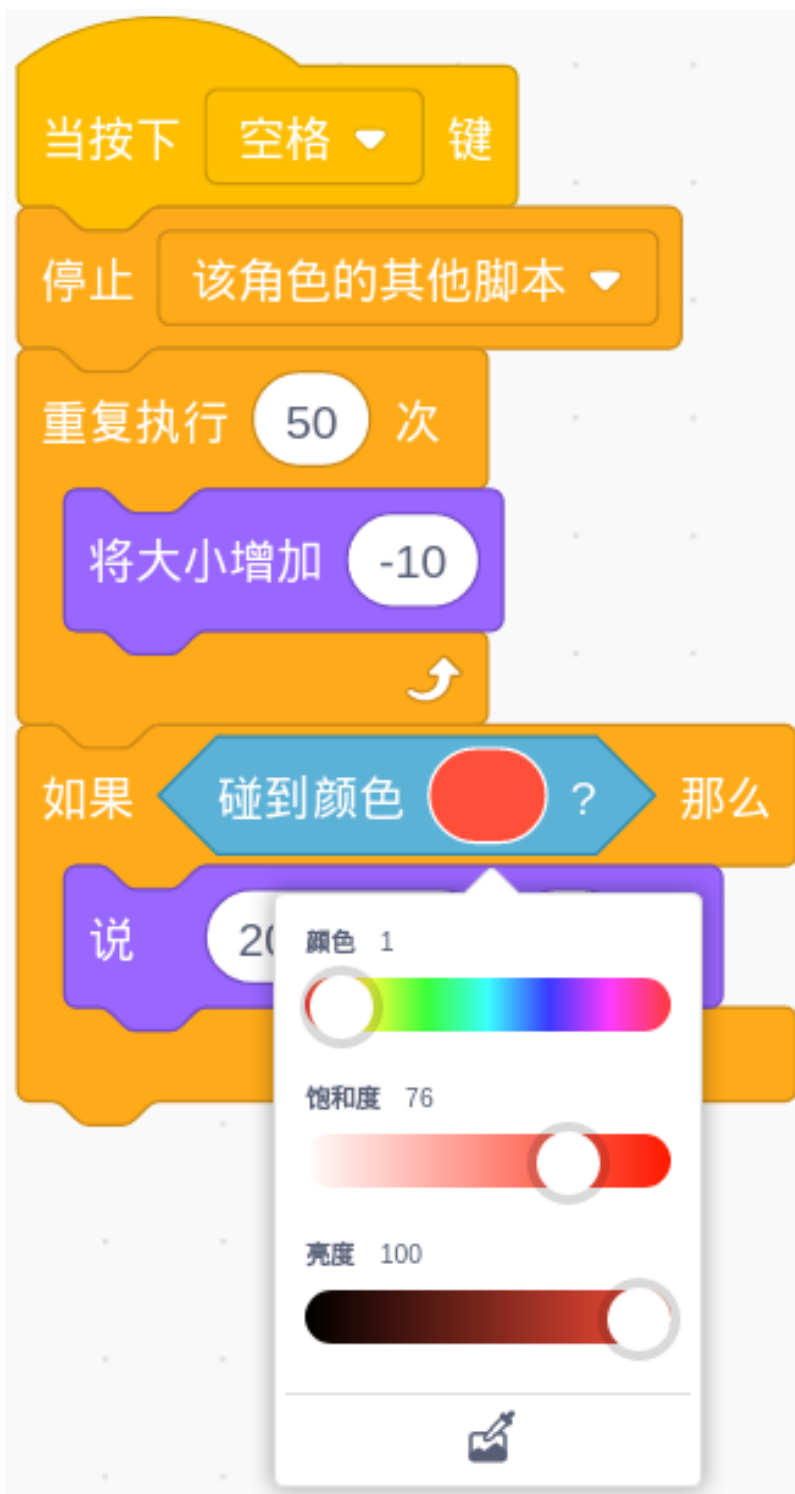 当按下 空格 键
停止 该角色的其他脚本
重复执行 50 次
将大小增加 -10
如果 碰到颜色 ? 那么
说
颜色 1
饱和度 76
亮度 100